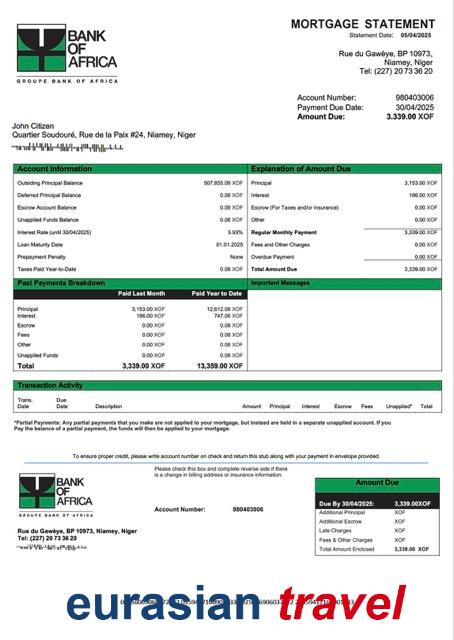 BANK
OF
AFRICA
GROUPE BANK OF AFRICA
MORTGAGE STATEMENT
Statement Date: 05/04/2025
Rue du Gawèye, BP 10973,
Niamey, Niger
Tel: (227) 20 73 36 20
Account Number: 980403006
Payment Due Date: 30/04/2025
Amount Due: 3.339.00 XOF
John Citizen
Quartier Soudouré, Rue de la Paix #24, Niamey, Niger
Account Information
Outsiding Principal Balance 507,855.00 XOF
Deferred Principal Balance 0.00 XOF
Escrow Account Balance 0.00 XOF
Unapplied Funds Balance 0.00 XOF
Interest Rate (until 30/04/2025) 5.93%
Loan Maturity Date 01.01.2025
Prepayment Penalty None
Taxes Paid Year-to-Date 0.00 XOF
Explanation of Amount Due
Principal 3,153.00 XOF
Interest 186.00 XOF
Escrow (For Taxes and/or insurance) 0.00 XOF
Other 0.00 XOF
Regular Monthly Payment 3,339.00 XOF
Fees and Other Charges 0.00 XOF
Overdue Payment 0.00 XOF
Total Amount Due 3,339.00 XOF
Past Payments Breakdown
Paid Last Month Paid Year to Date
Principal 3,153.00 XOF 12,612.00 XOF
Interest 186.00 XOF 747.00 XOF
Escrow 0.00 XOF 0.00 XOF
Fees 0.00 XOF 0.00 XOF
Other 0.00 XOF 0.00 XOF
Unapplied Funds 0.00 XOF 0.00 XOF
Total 3,339.00 XOF 13,359.00 XOF
Important Messages
Transaction Activity
Trans. Date Due Date Description Amount Principal Interest Escrow Fees Unapplied* Total
*Partial Payments: Any partial payments that you make are not applied to your mortgage, but instead are held in a separate unapplied account. If you
Pay the balance of a partial payment, the funds will then be applied to your mortgage.
To ensure proper credit, please write account number on check and return this stub along with your payment in envelope provided.
BANK
OF
AFRICA
GROUPE BANK OF AFRICA
Rue du Gawèye, BP 10973, Niamey, Niger
Tel: (227) 20 73 36 20
Please check this box and complete reverse side if there
is a change in billing address or insurance information.
Account Number: 980403006
Amount Due
Due By 30/04/2025: 3,339.00XOF
Additional Principal XOF
Additional Escrow XOF
Late Charges XOF
Fees & Other Charges XOF
Total Amount Enclosed 3,339.00 XOF
eurasian travel